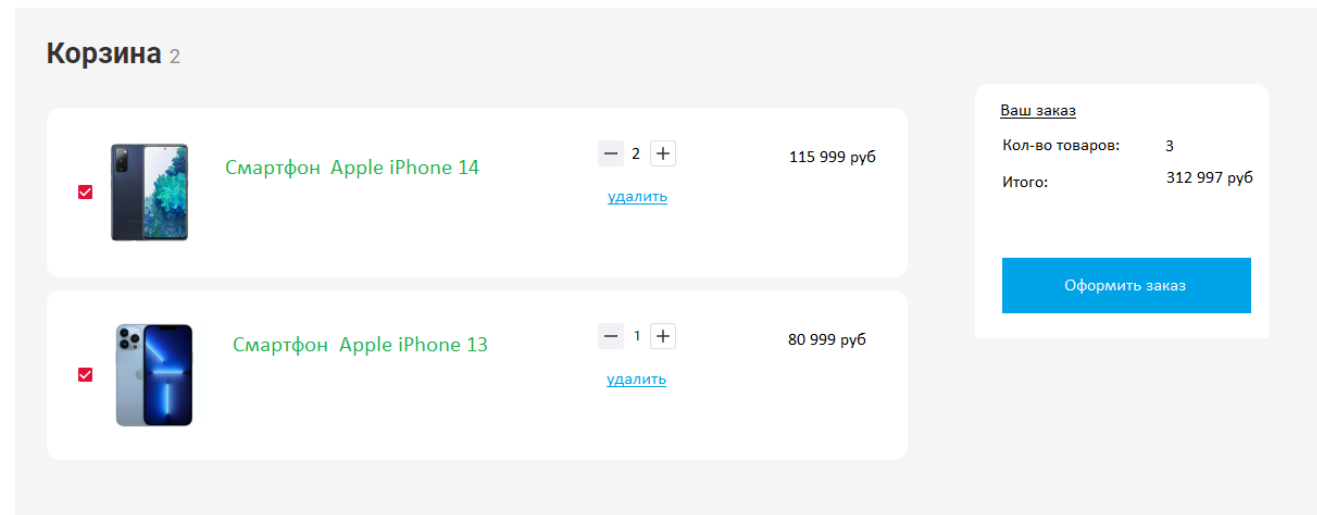 Корзина 2
Смартфон Apple iPhone 14
2
115 999 руб
удалить
Смартфон Apple iPhone 13
1
80 999 руб
удалить
Ваш заказ
Кол-во товаров: 3
Итого: 312 997 руб
Оформить заказ